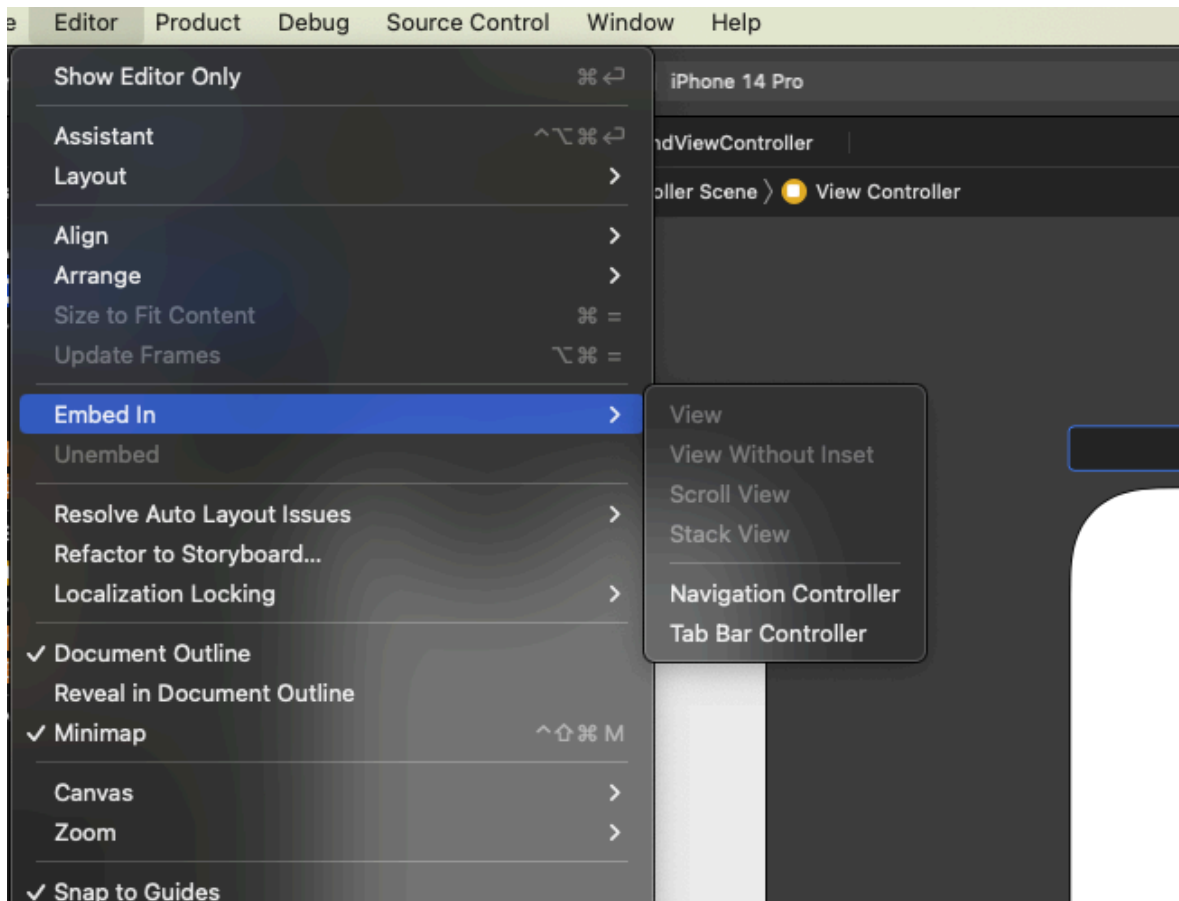 e Editor Product Debug Source Control Window Help
Show Editor Only ⌘↩
iPhone 14 Pro
Assistant ^⌥⌘↩
ndViewController
Layout
oller Scene 〉 View Controller
Align
Arrange
Size to Fit Content ⌘ =
Update Frames ⌥⌘ =
Embed In
View
Unembed
View Without Inset
Scroll View
Resolve Auto Layout Issues
Stack View
Refactor to Storyboard...
Localization Locking
Navigation Controller
Tab Bar Controller
✓ Document Outline
Reveal in Document Outline
✓ Minimap ^⇧⌘ M
Canvas
Zoom
✓ Snap to Guides